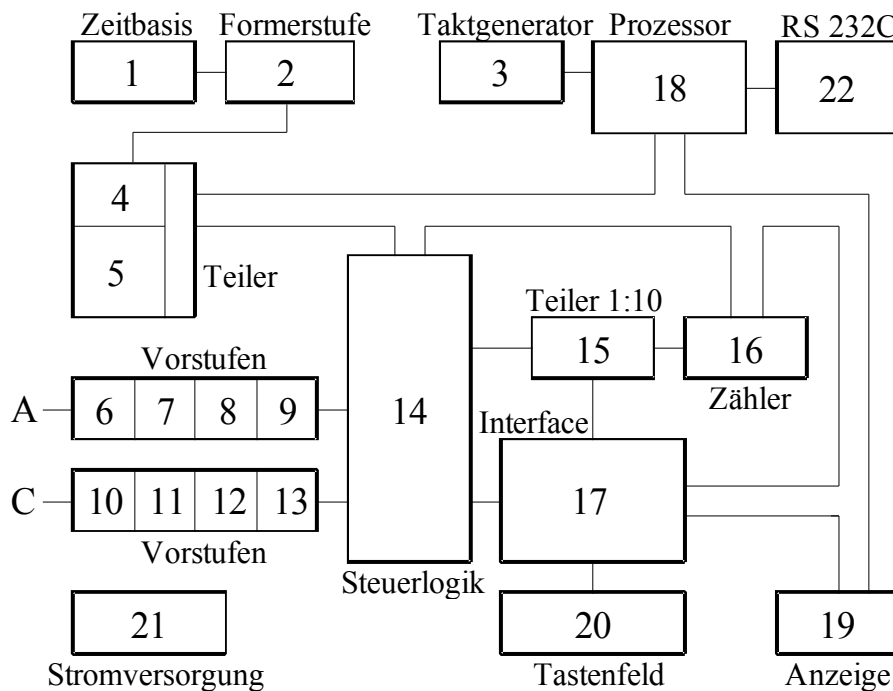 Zeitbasis Formerstufe Taktgenerator Prozessor RS 232C
1 2 3 18 22
4
5 Teiler
Teiler 1:10
15 16
Zähler
Vorstufen
A 6 7 8 9
14
Interface
17
C 10 11 12 13
Vorstufen
Steuerlogik
21 20 19
Stromversorgung Tastenfeld Anzeige